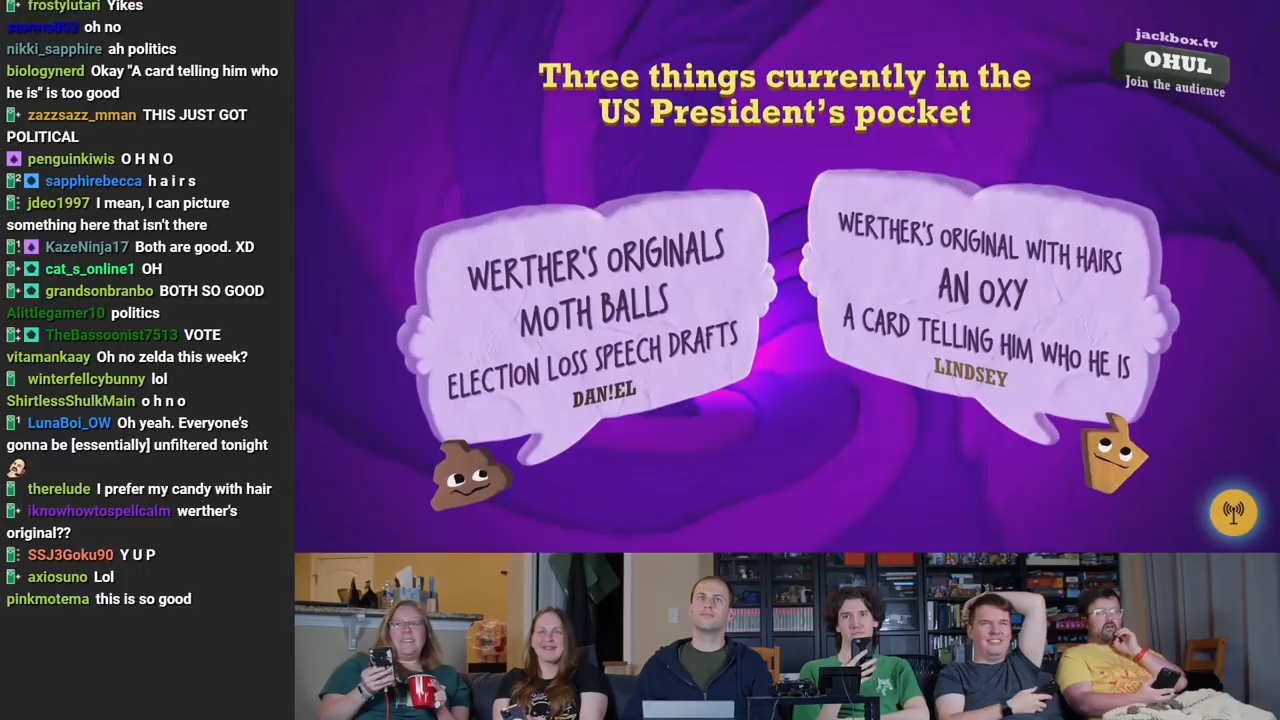 frostylutari Yikes
sturms003 oh no
nikki_sapphire ah politics
biologynerd Okay "A card telling him who
he is" is too good
zazzsazz_mman THIS JUST GOT
POLITICAL
penguinkiwis O H N O
2 sapphirebecca h a i r s
jdeo1997 I mean, I can picture
something here that isn't there
KazeNinja17 Both are good. XD
cat_s_online1 OH
grandsonbranbo BOTH SO GOOD
Alittlegamer10 politics
TheBassoonist7513 VOTE
vitamankaay Oh no zelda this week?
winterfellcybunny lol
ShirtlessShulkMain o h n o
1 LunaBoi_OW Oh yeah. Everyone's
gonna be [essentially] unfiltered tonight
therelude I prefer my candy with hair
iknowhowtospellcalm werther's
original??
SSJ3Goku90 Y U P
axiosuno Lol
pinkmotema this is so good
Three things currently in the
US President's pocket
jackbox.tv
OHUL
Join the audience
WERTHER'S ORIGINALS
MOTH BALLS
ELECTION LOSS SPEECH DRAFTS
DAN!EL
WERTHER'S ORIGINAL WITH HAIRS
AN OXY
A CARD TELLING HIM WHO HE IS
LINDSEY